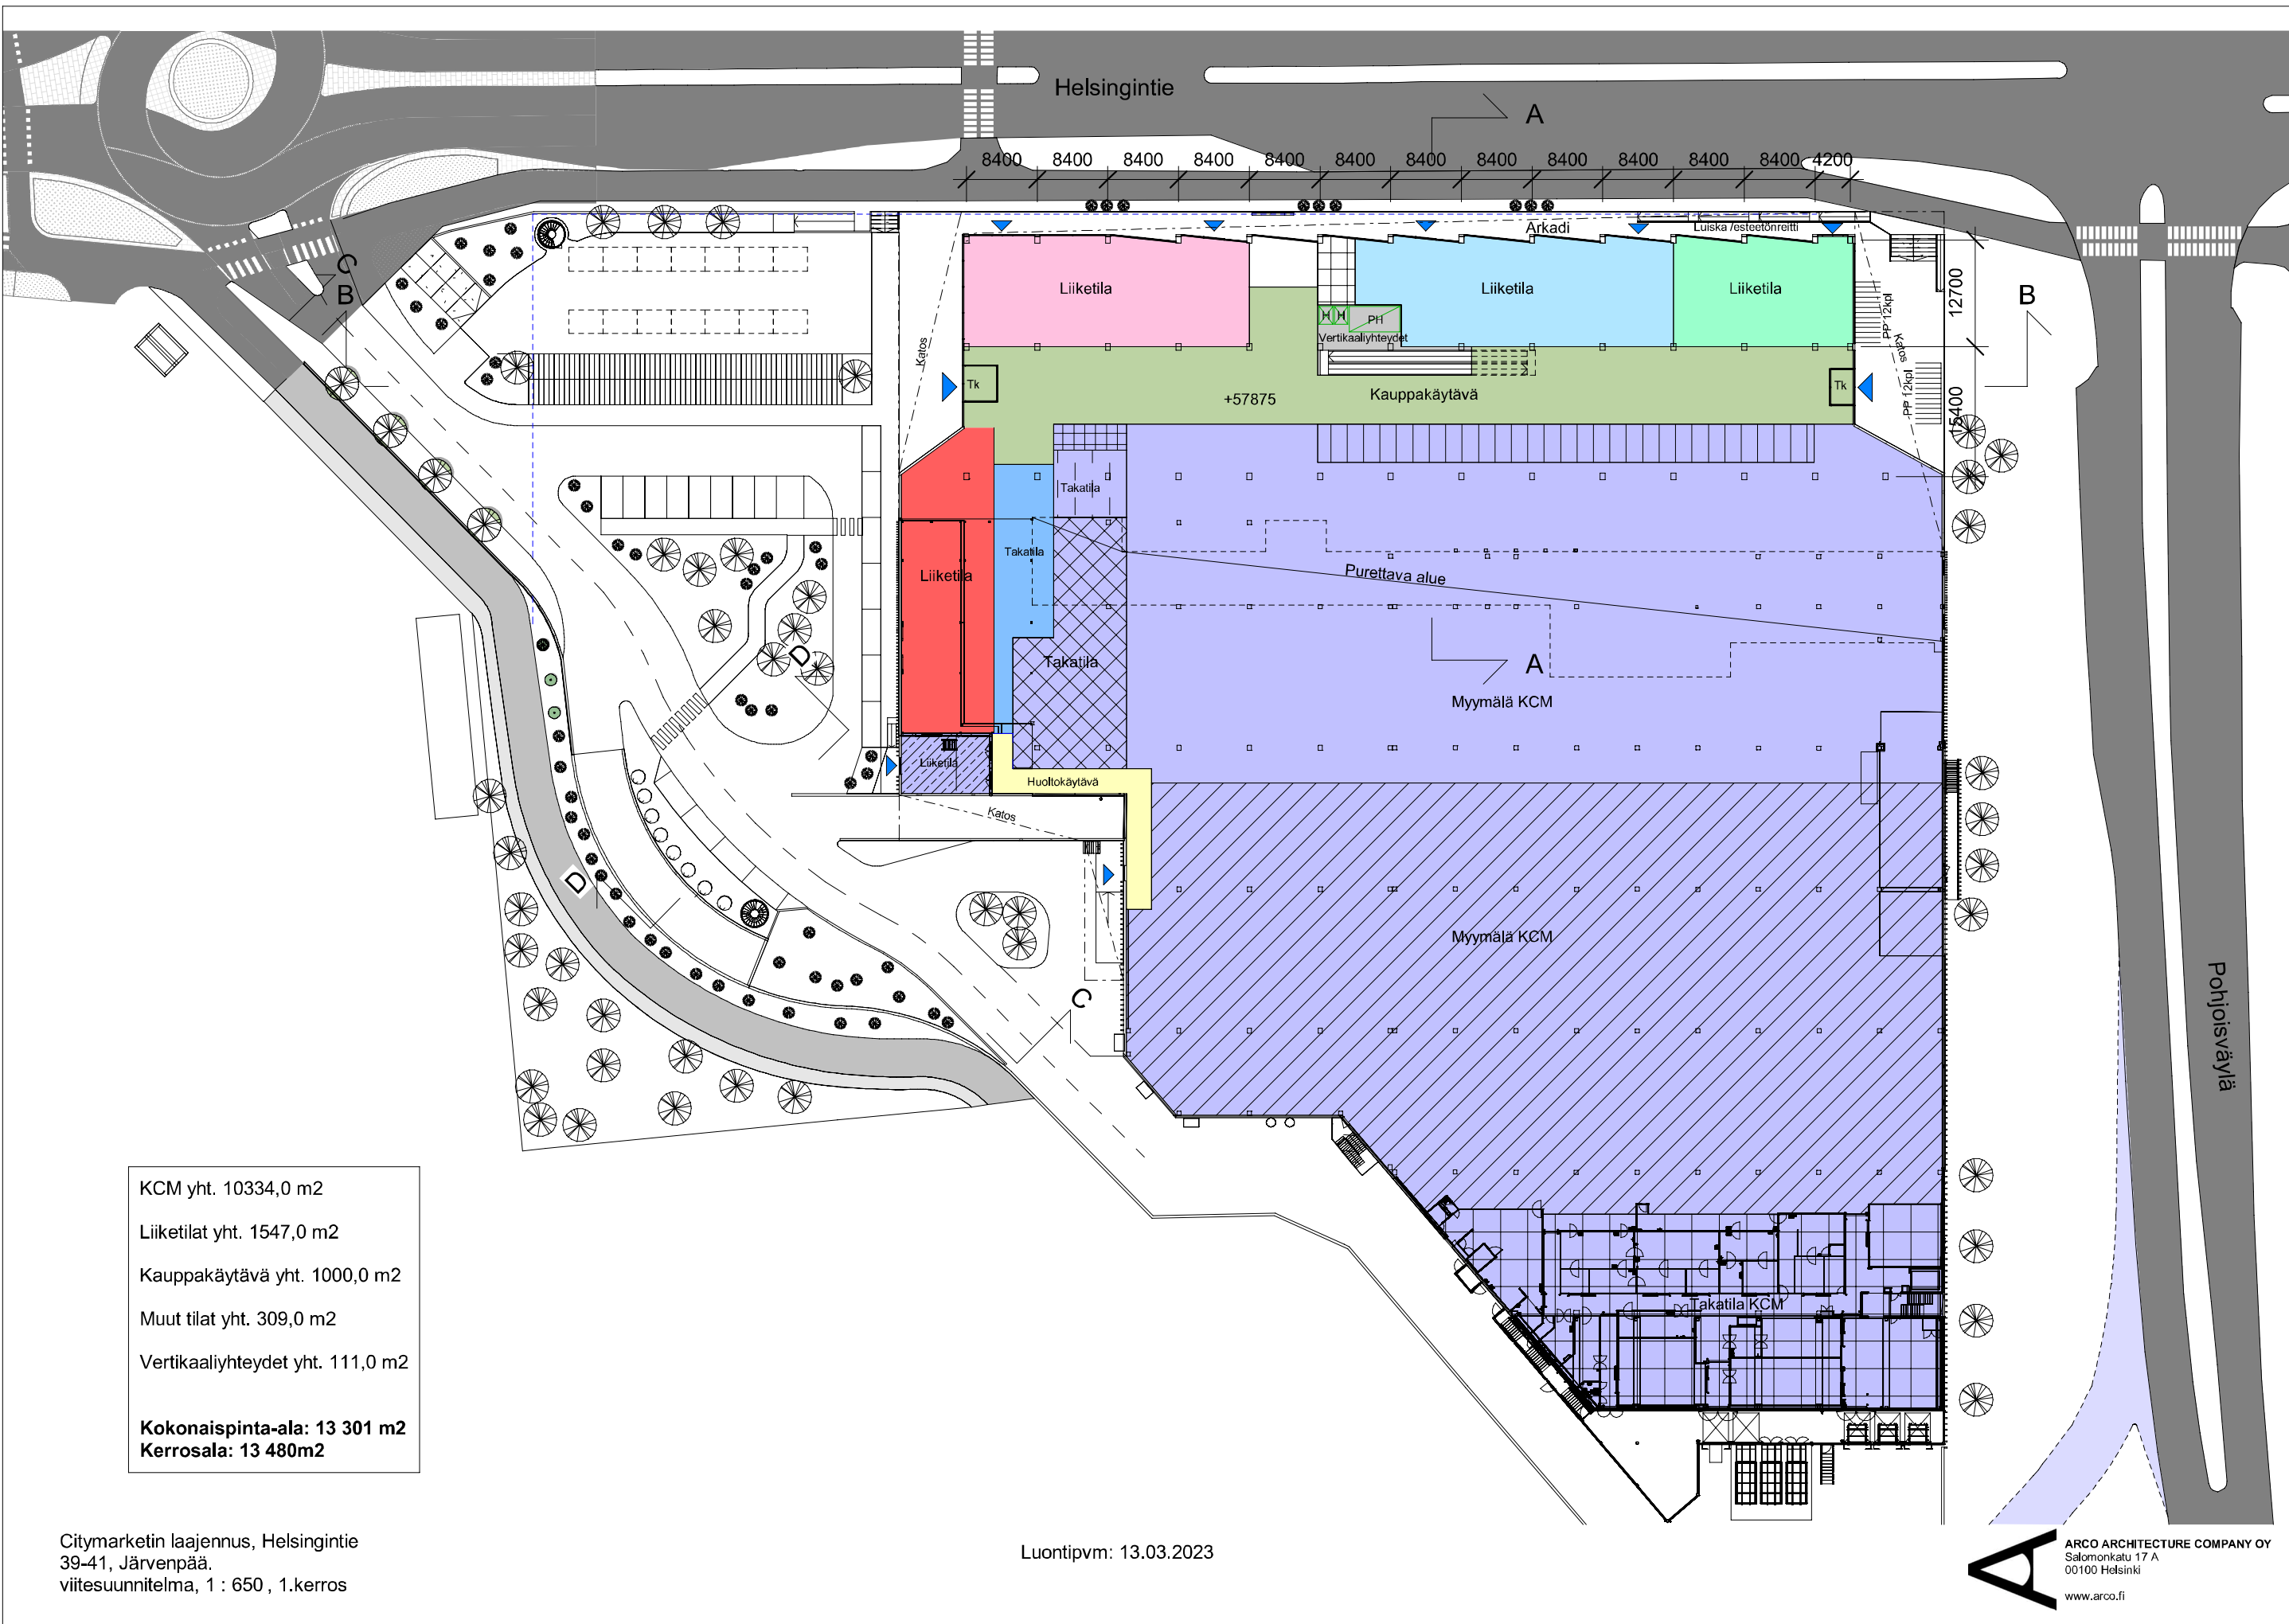 Helsingintie
A
8400 8400 8400 8400 8400 8400 8400 8400 8400 8400 8400 8400 4200
Arkadi
Luiska /esteetönreitti
C
B
B
Liiketila
Liiketila
Liiketila
12700
PP 12kpl
H H PH
Vertikaaliyhteydet
Katos
Katos
Tk
Tk
+57875
Kauppakäytävä
PP 12kpl
15400
Takatila
Takatila
Liiketila
Purettava alue
D
Takatila
A
Myymälä KCM
Liiketila
Huoltokäytävä
Katos
D
Myymälä KCM
C
Pohjoisväylä
Takatila KCM
KCM yht. 10334,0 m2
Liiketilat yht. 1547,0 m2
Kauppakäytävä yht. 1000,0 m2
Muut tilat yht. 309,0 m2
Vertikaaliyhteydet yht. 111,0 m2
Kokonaispinta-ala: 13 301 m2
Kerrosala: 13 480m2
Citymarketin laajennus, Helsingintie
39-41, Järvenpää.
viitesuunnitelma, 1 : 650 , 1.kerros
Luontipvm: 13.03.2023
A
ARCO ARCHITECTURE COMPANY OY
Salomonkatu 17 A
00100 Helsinki
www.arco.fi